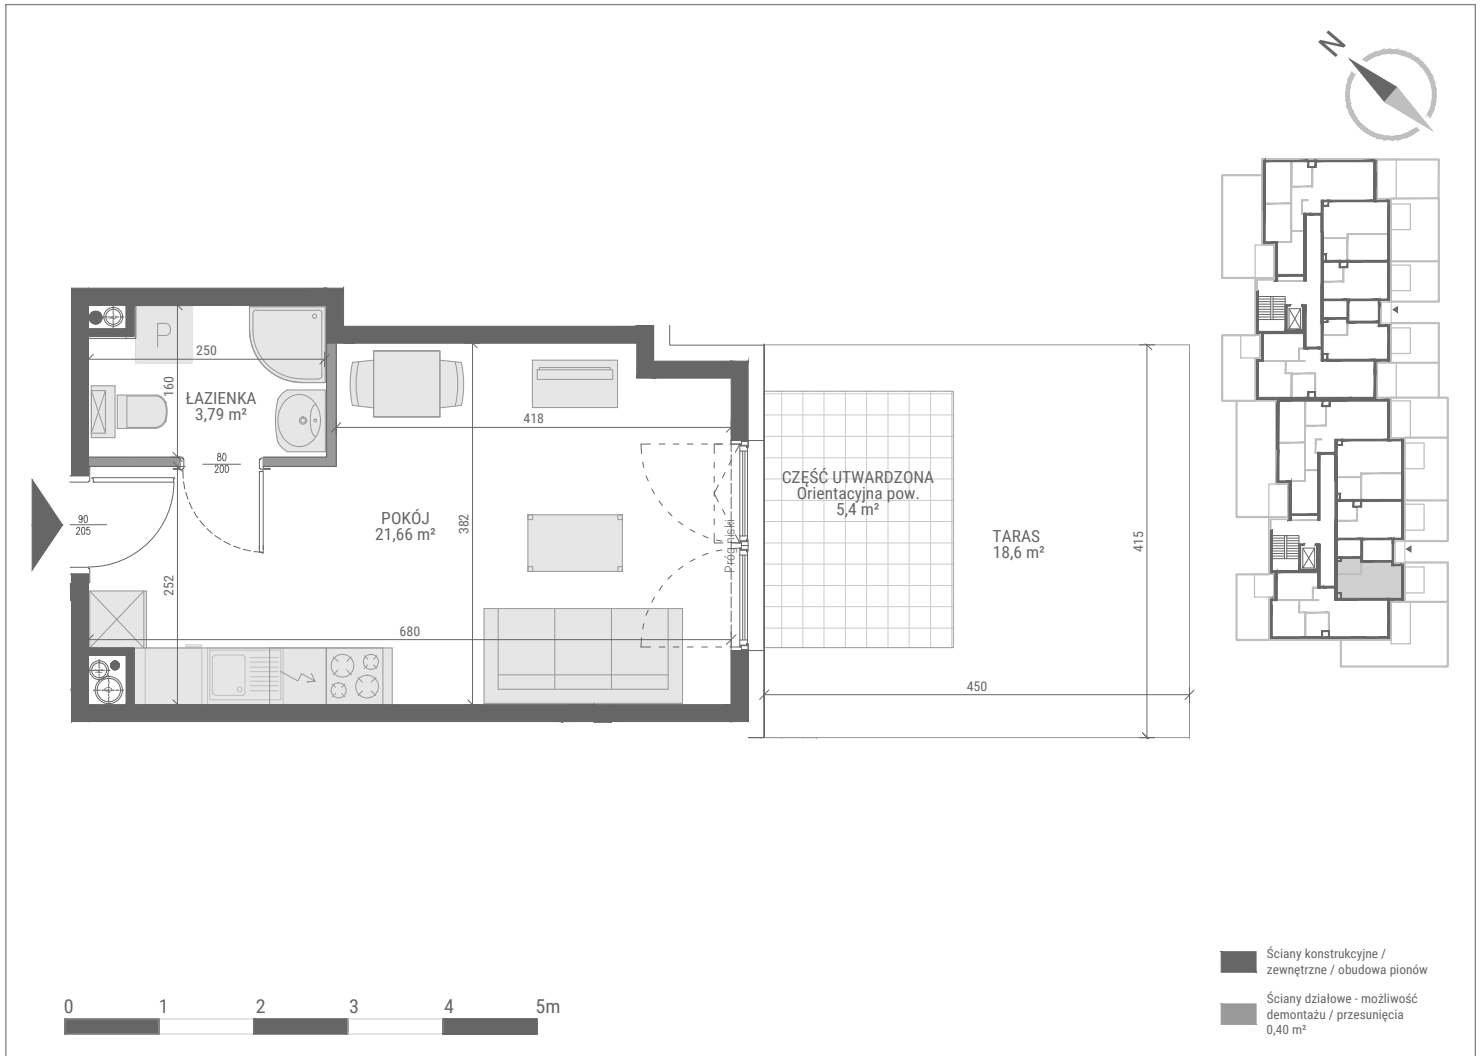 N
P
250
160
ŁAZIENKA
3,79 m²
418
80
200
90
205
POKÓJ
21,66 m²
382
252
680
Próg niski
CZĘŚĆ UTWARDZONA
Orientacyjna pow.
5,4 m²
TARAS
18,6 m²
415
450
0 1 2 3 4 5m
Ściany konstrukcyjne /
zewnętrzne / obudowa pionów
Ściany działowe - możliwość
demontażu / przesunięcia
0,40 m²